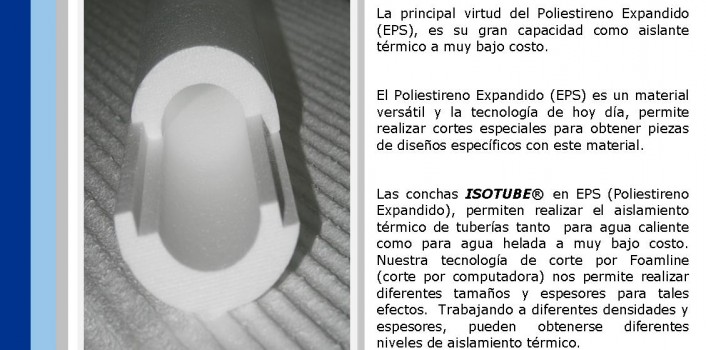 La principal virtud del Poliestireno Expandido
(EPS), es su gran capacidad como aislante
térmico a muy bajo costo.
El Poliestireno Expandido (EPS) es un material
versátil y la tecnología de hoy día, permite
realizar cortes especiales para obtener piezas
de diseños específicos con este material.
Las conchas ISOTUBE® en EPS (Poliestireno
Expandido), permiten realizar el aislamiento
térmico de tuberías tanto para agua caliente
como para agua helada a muy bajo costo.
Nuestra tecnología de corte por Foamline
(corte por computadora) nos permite realizar
diferentes tamaños y espesores para tales
efectos. Trabajando a diferentes densidades y
espesores, pueden obtenerse diferentes
niveles de aislamiento térmico.